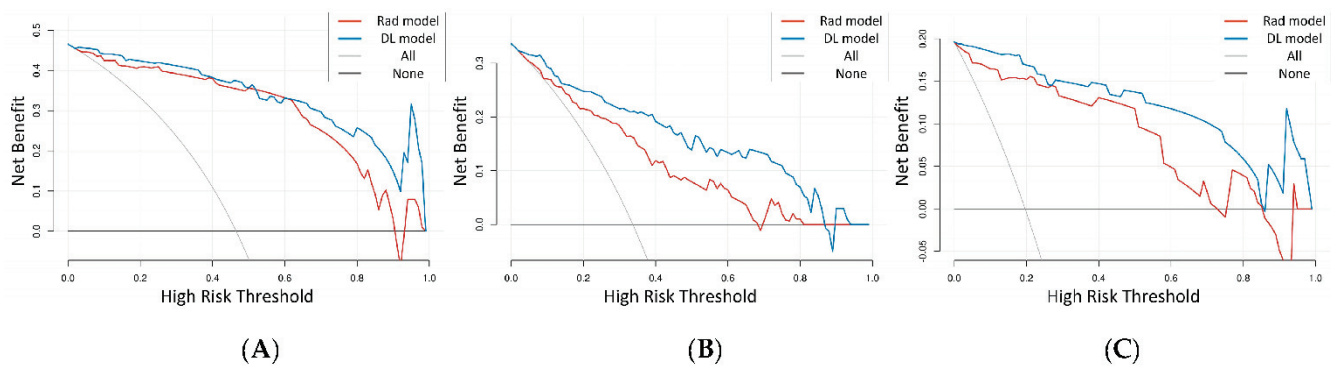 Rad model
DL model
All
None
Net Benefit
0.5
0.4
0.3
0.2
0.1
0.0
0.0 0.2 0.4 0.6 0.8 1.0
High Risk Threshold
(A)
Rad model
DL model
All
None
Net Benefit
0.3
0.2
0.1
0.0
0.0 0.2 0.4 0.6 0.8 1.0
High Risk Threshold
(B)
Rad model
DL model
All
None
Net Benefit
0.20
0.15
0.10
0.05
0.00
-0.05
0.0 0.2 0.4 0.6 0.8 1.0
High Risk Threshold
(C)